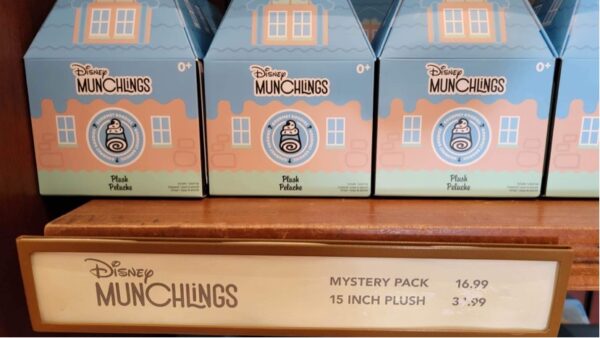 Disney
MUNCHLINGS
0+
Plush
Peluche
Disney
MUNCHLINGS
0+
Plush
Peluche
Disney
MUNCHLINGS
0+
Plush
Peluche
Disney
MUNCHLINGS
MYSTERY PACK 16.99
15 INCH PLUSH